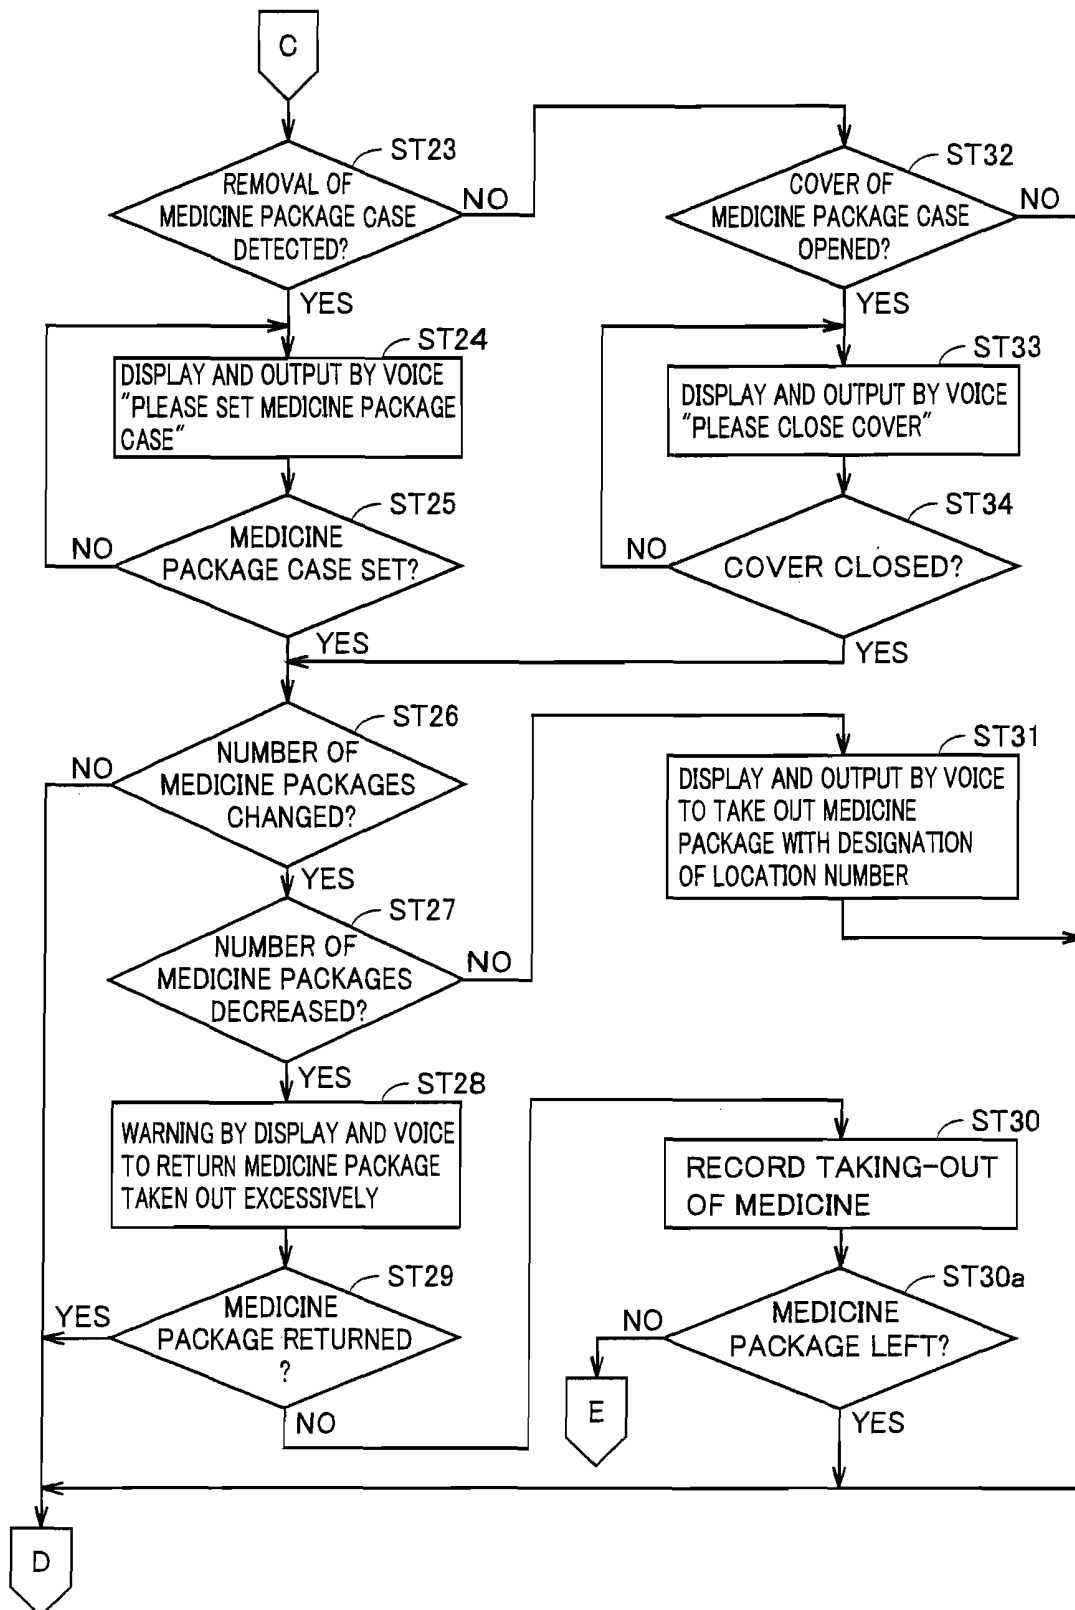 C
ST23
REMOVAL OF
MEDICINE PACKAGE CASE
DETECTED?
NO
YES
ST32
COVER OF
MEDICINE PACKAGE CASE
OPENED?
NO
YES
ST24
DISPLAY AND OUTPUT BY VOICE
"PLEASE SET MEDICINE PACKAGE
CASE"
ST33
DISPLAY AND OUTPUT BY VOICE
"PLEASE CLOSE COVER"
ST25
MEDICINE
PACKAGE CASE SET?
NO
YES
ST34
COVER CLOSED?
NO
YES
ST26
NUMBER OF
MEDICINE PACKAGES
CHANGED?
NO
YES
ST31
DISPLAY AND OUTPUT BY VOICE
TO TAKE OUT MEDICINE
PACKAGE WITH DESIGNATION
OF LOCATION NUMBER
ST27
NUMBER OF
MEDICINE PACKAGES
DECREASED?
NO
YES
ST28
WARNING BY DISPLAY AND VOICE
TO RETURN MEDICINE PACKAGE
TAKEN OUT EXCESSIVELY
ST30
RECORD TAKING-OUT
OF MEDICINE
ST29
MEDICINE
PACKAGE RETURNED
?
YES
NO
ST30a
MEDICINE
PACKAGE LEFT?
NO
YES
E
D